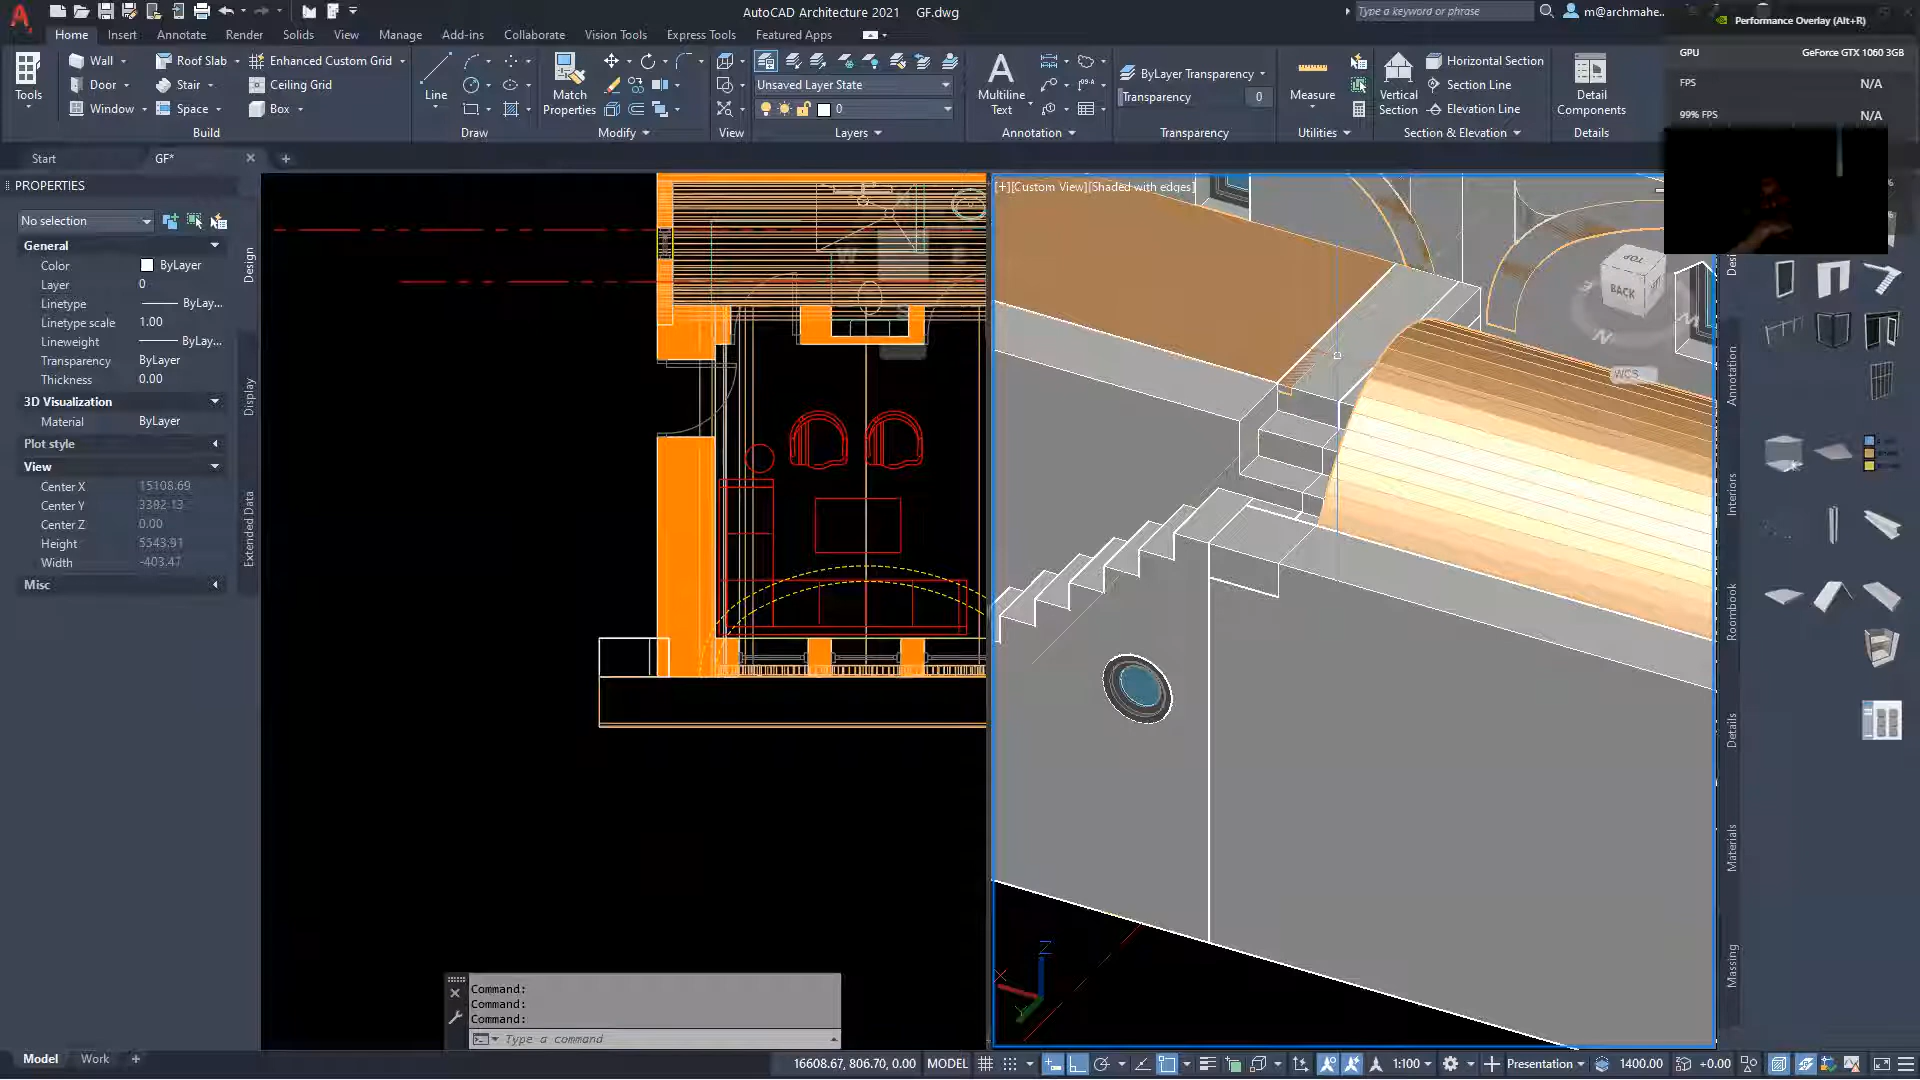 AutoCAD Architecture 2021 GF.dwg
Type a keyword or phrase
m@archmahe...
Performance Overlay (Alt+R)
Home Insert Annotate Render Solids View Manage Add-ins Collaborate Vision Tools Express Tools Featured Apps
GPU GeForce GTX 1060 3GB
FPS N/A
99% FPS N/A
Tools
Wall
Door
Window
Roof Slab
Stair
Space
Enhanced Custom Grid
Ceiling Grid
Box
Build
Line
Draw
Match
Properties
Modify
View
Unsaved Layer State
0
Layers
Multiline
Text
Annotation
ByLayer Transparency
Transparency 0
Transparency
Measure
Utilities
Vertical
Section
Horizontal Section
Section Line
Elevation Line
Section & Elevation
Detail
Components
Details
Start GF*
PROPERTIES
No selection
General
Color ByLayer
Layer 0
Linetype ByLay...
Linetype scale 1.00
Lineweight ByLay...
Transparency ByLayer
Thickness 0.00
3D Visualization
Material ByLayer
Plot style
View
Center X 15108.69
Center Y 3382.13
Center Z 0.00
Height 5543.91
Width -403.47
Misc
Design
Display
Extended Data
W E
S
[+][Custom View][Shaded with edges]
TOP
BACK
N
WCS
Annotation
Interiors
Roombook
Details
Materials
Massing
Z
X
Y
Command:
Command:
Command:
Type a command
Model Work
16608.67, 806.70, 0.00 MODEL
1:100
Presentation
1400.00
+0.00